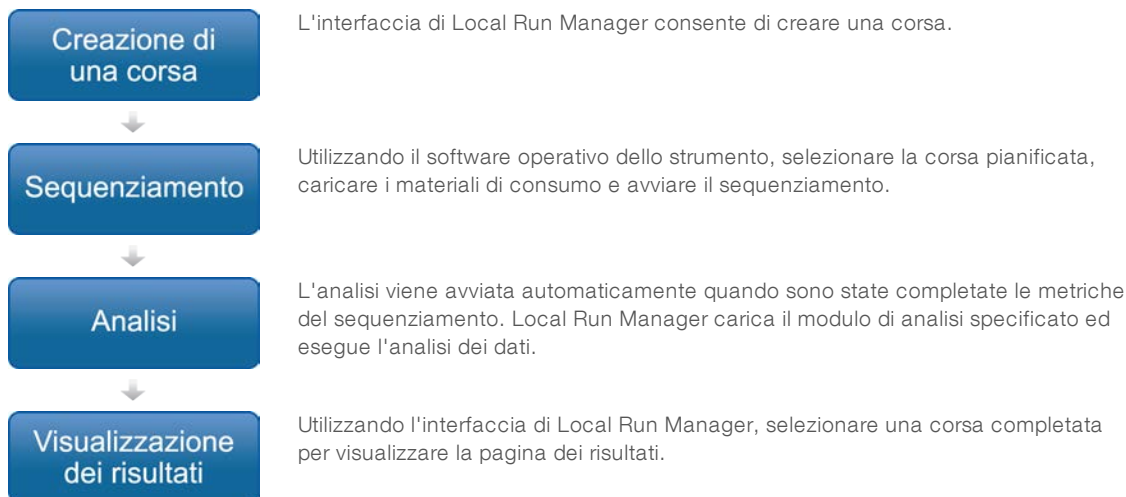 Creazione di
una corsa
L'interfaccia di Local Run Manager consente di creare una corsa.
Sequenziamento
Utilizzando il software operativo dello strumento, selezionare la corsa pianificata,
caricare i materiali di consumo e avviare il sequenziamento.
Analisi
L'analisi viene avviata automaticamente quando sono state completate le metriche
del sequenziamento. Local Run Manager carica il modulo di analisi specificato ed
esegue l'analisi dei dati.
Visualizzazione
dei risultati
Utilizzando l'interfaccia di Local Run Manager, selezionare una corsa completata
per visualizzare la pagina dei risultati.